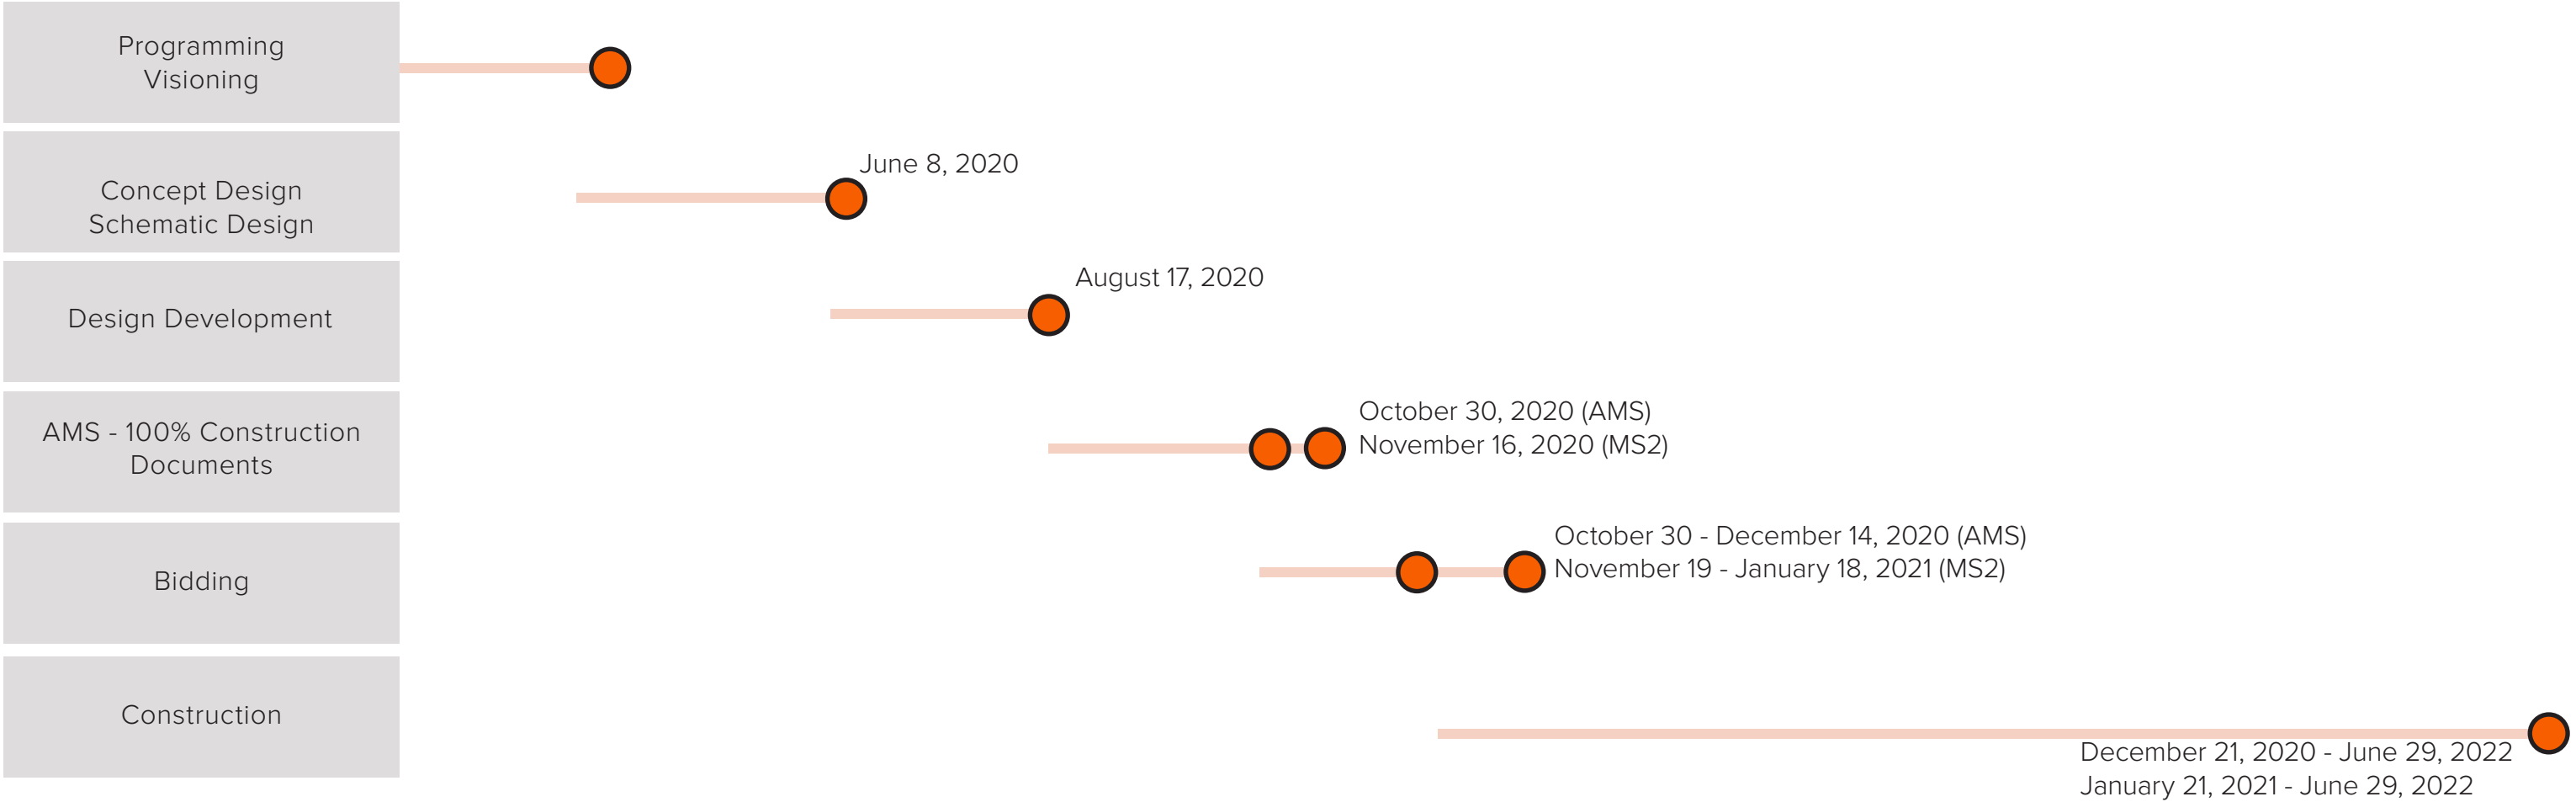 Programming
Visioning
June 8, 2020
Concept Design
Schematic Design
August 17, 2020
Design Development
October 30, 2020 (AMS)
November 16, 2020 (MS2)
AMS - 100% Construction
Documents
October 30 - December 14, 2020 (AMS)
November 19 - January 18, 2021 (MS2)
Bidding
Construction
December 21, 2020 - June 29, 2022
January 21, 2021 - June 29, 2022